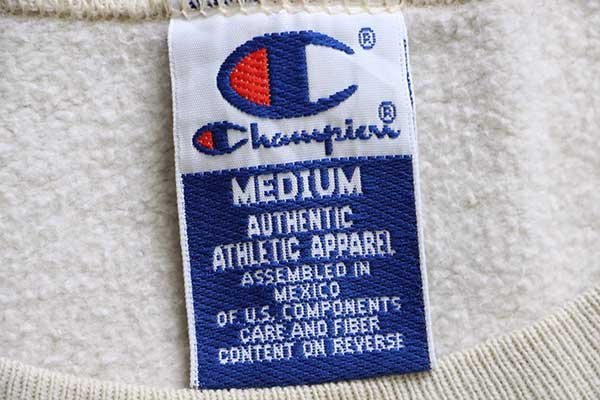 ®
Champion®
MEDIUM
AUTHENTIC
ATHLETIC APPAREL
ASSEMBLED IN
MEXICO
OF U.S. COMPONENTS
CARE AND FIBER
CONTENT ON REVERSE